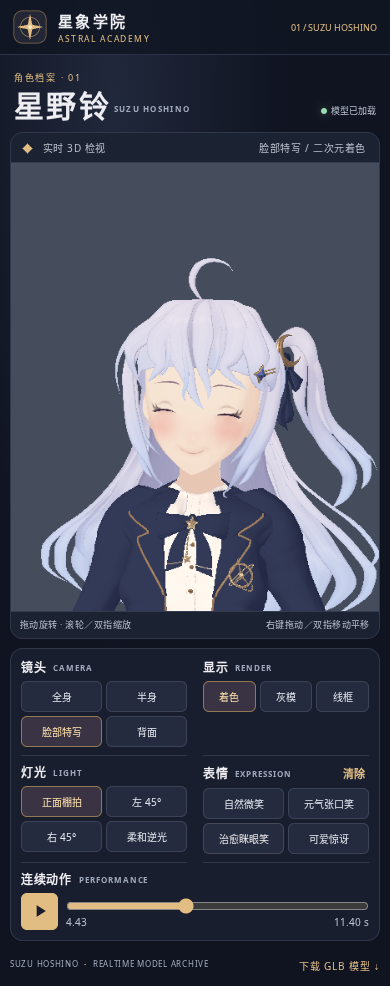 星象学院
ASTRAL ACADEMY
01 / SUZU HOSHINO
角色档案 · 01
星野铃 SUZU HOSHINO
模型已加载
实时 3D 检视
脸部特写 / 二次元着色
拖动旋转 · 滚轮／双指缩放
右键拖动／双指移动平移
镜头 CAMERA
全身
半身
脸部特写
背面
显示 RENDER
着色
灰模
线框
灯光 LIGHT
正面棚拍
左 45°
右 45°
柔和逆光
表情 EXPRESSION
清除
自然微笑
元气张口笑
治愈眯眼笑
可爱惊讶
连续动作 PERFORMANCE
4.43
11.40 s
SUZU HOSHINO - REALTIME MODEL ARCHIVE
下载 GLB 模型 ↓